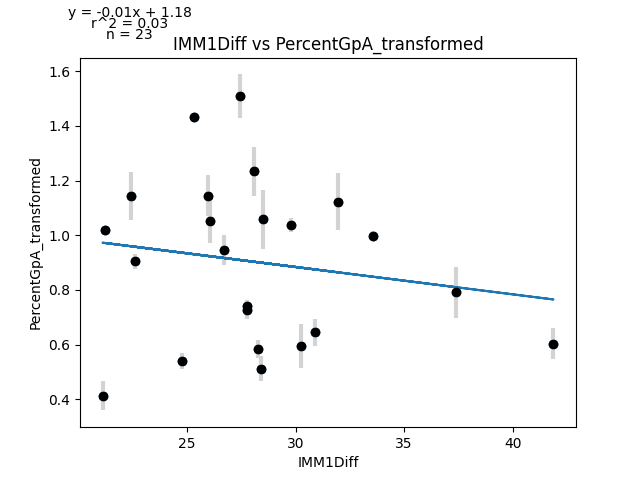 y = -0.01x + 1.18
r^2 = 0.03
n = 23
IMM1Diff vs PercentGpA_transformed
1.6
1.4
1.2
1.0
0.8
0.6
0.4
PercentGpA_transformed
25
30
35
40
IMM1Diff